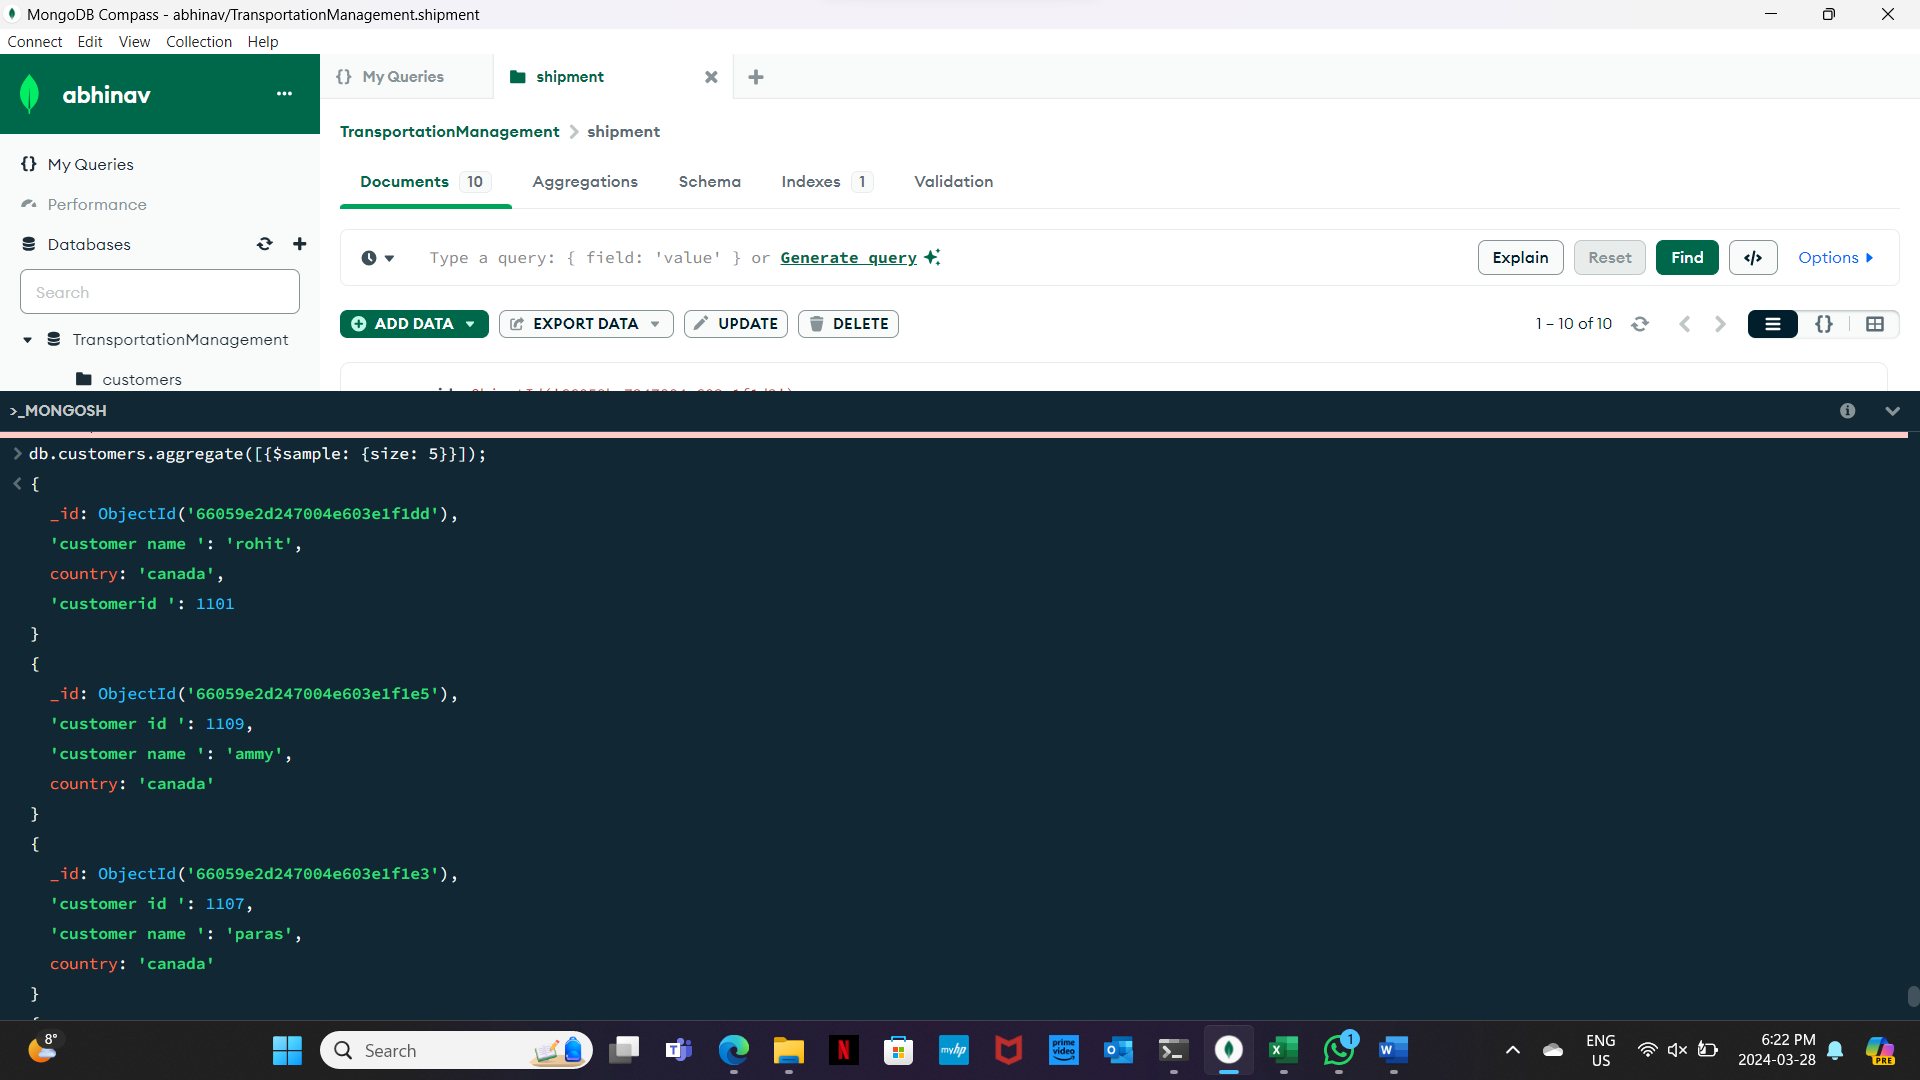 MongoDB Compass - abhinav/TransportationManagement.shipment
Connect Edit View Collection Help
abhinav
My Queries
shipment
TransportationManagement > shipment
My Queries
Performance
Databases
Search
TransportationManagement
customers
Documents 10 Aggregations Schema Indexes 1 Validation
Type a query: { field: 'value' } or Generate query
Explain Reset Find </> Options
ADD DATA EXPORT DATA UPDATE DELETE
1 – 10 of 10
{}
>_MONGOSH
> db.customers.aggregate([{$sample: {size: 5}}]);
< {
_id: ObjectId('66059e2d247004e603e1f1dd'),
'customer name ': 'rohit',
country: 'canada',
'customerid ': 1101
}
{
_id: ObjectId('66059e2d247004e603e1f1e5'),
'customer id ': 1109,
'customer name ': 'ammy',
country: 'canada'
}
{
_id: ObjectId('66059e2d247004e603e1f1e3'),
'customer id ': 1107,
'customer name ': 'paras',
country: 'canada'
}
8°
Search
myhp
prime video
1
ENG
US
6:22 PM
2024-03-28
PRE